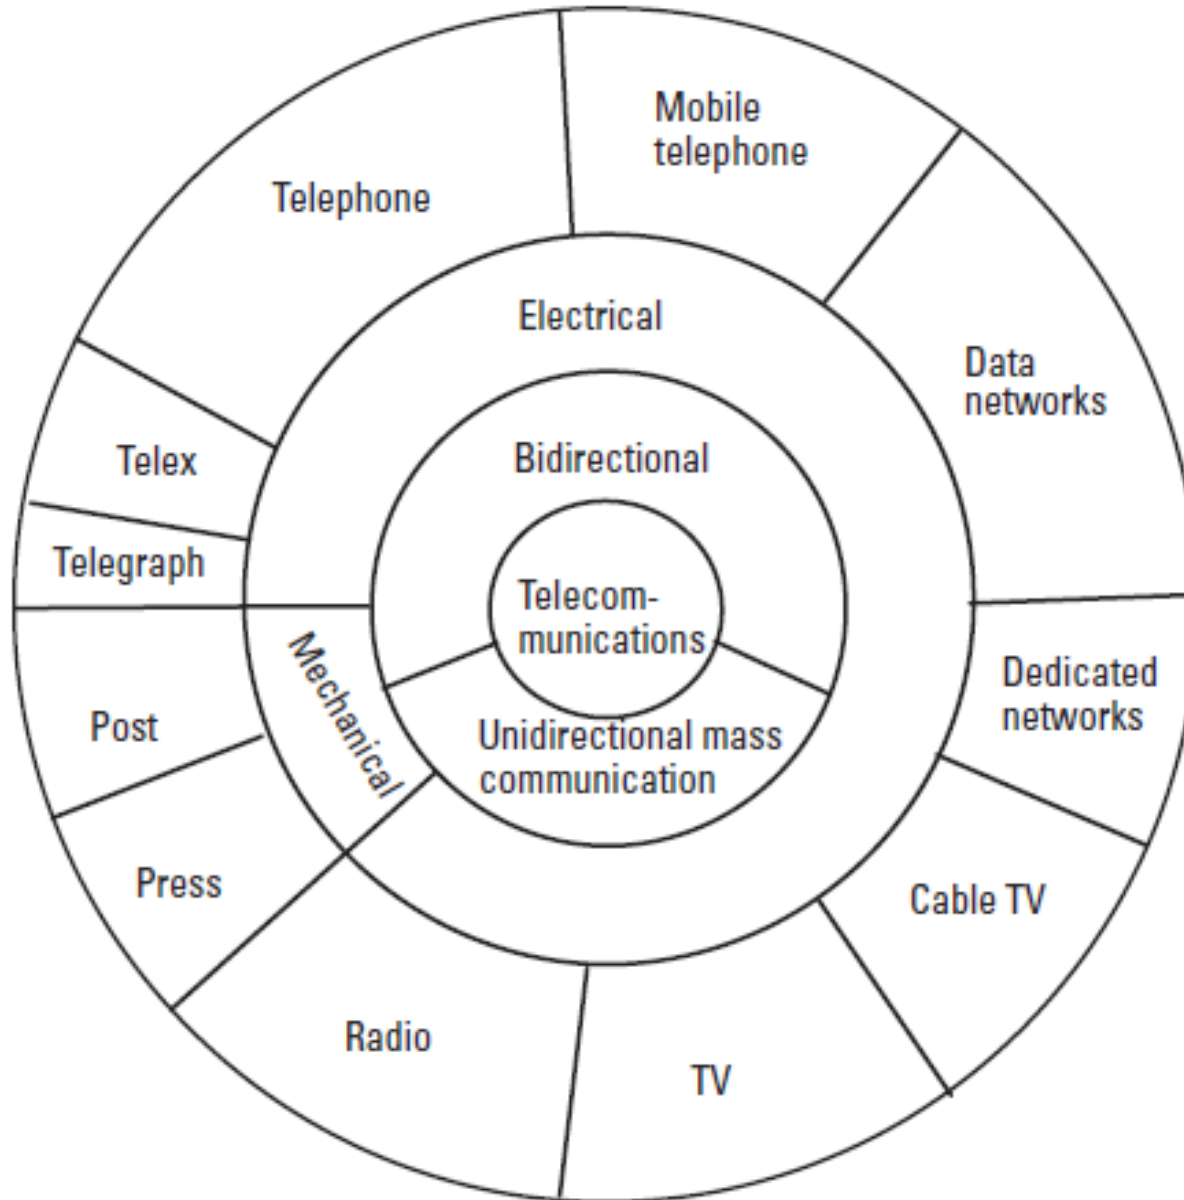 Mobile
telephone
Telephone
Electrical
Data
networks
Bidirectional
Telex
Telegraph
Telecom-
munications
Mechanical
Dedicated
networks
Post
Unidirectional mass
communication
Press
Cable TV
Radio
TV